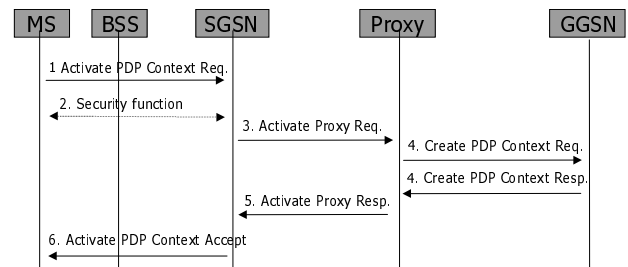 MS BSS SGSN Proxy GGSN
1 Activate PDP Context Req.
2. Security function
3. Activate Proxy Req.
4. Create PDP Context Req.
4. Create PDP Context Resp.
5. Activate Proxy Resp.
6. Activate PDP Context Accept